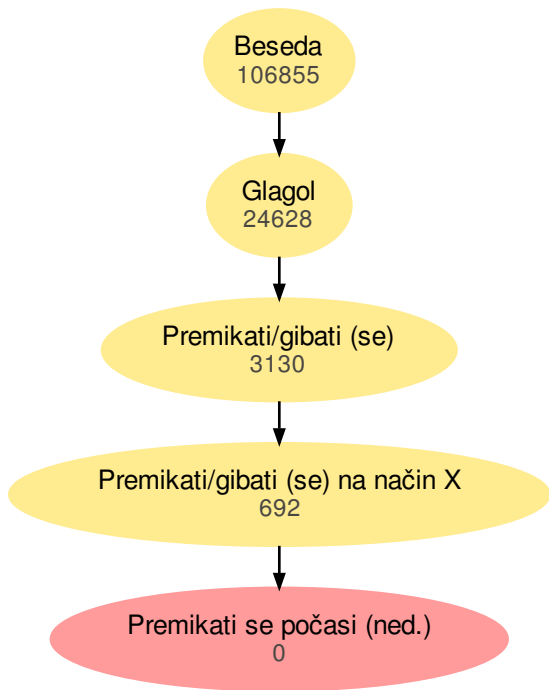 Beseda
106855
Glagol
24628
Premikati/gibati (se)
3130
Premikati/gibati (se) na način X
692
Premikati se počasi (ned.)
0